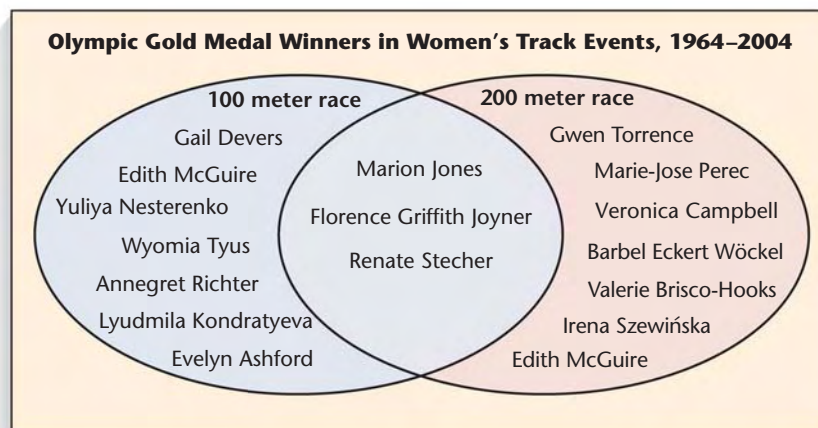 Olympic Gold Medal Winners in Women's Track Events, 1964–2004
100 meter race
Gail Devers
Edith McGuire
Yuliya Nesterenko
Wyomia Tyus
Annegret Richter
Lyudmila Kondratyeva
Evelyn Ashford
Marion Jones
Florence Griffith Joyner
Renate Stecher
200 meter race
Gwen Torrence
Marie-Jose Perec
Veronica Campbell
Barbel Eckert Wöckel
Valerie Brisco-Hooks
Irena Szewińska
Edith McGuire